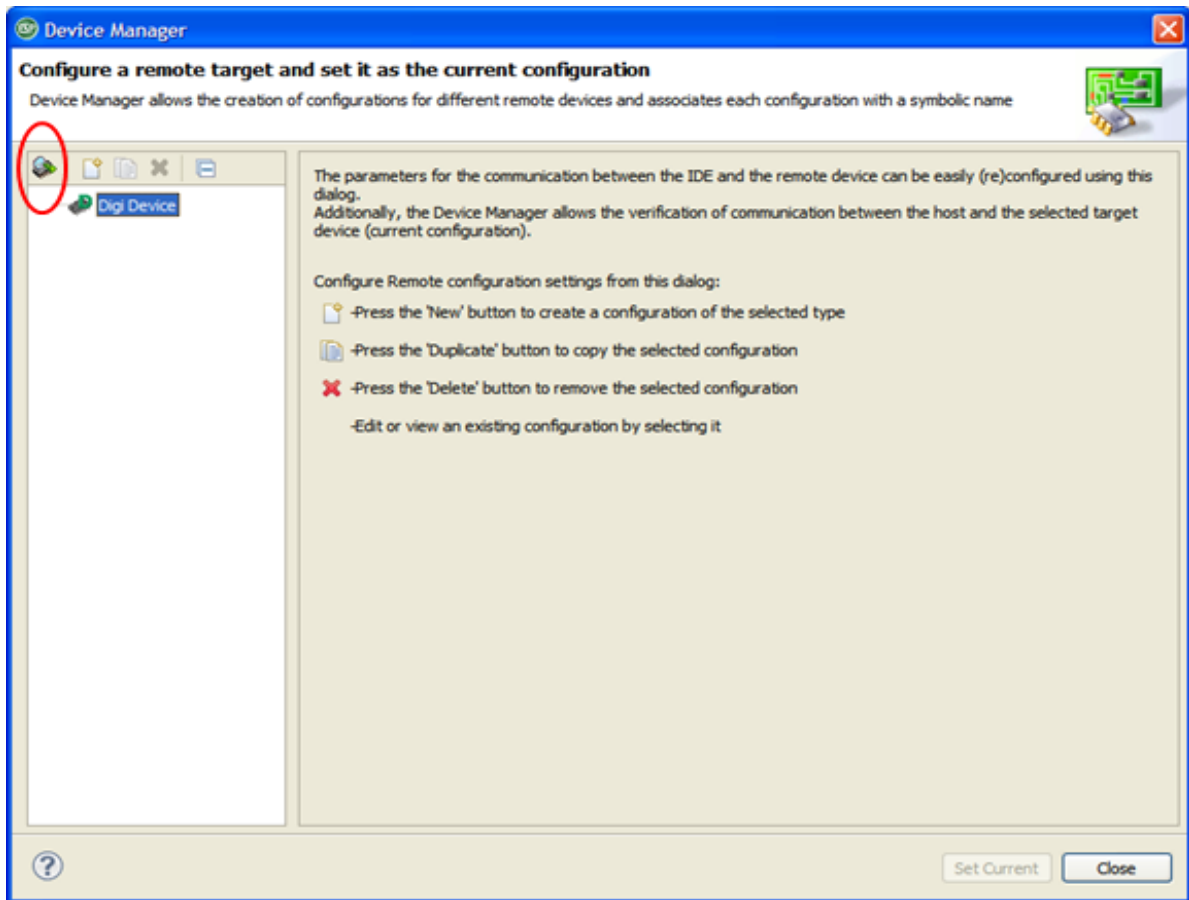 Device Manager
Configure a remote target and set it as the current configuration
Device Manager allows the creation of configurations for different remote devices and associates each configuration with a symbolic name
Digi Device
The parameters for the communication between the IDE and the remote device can be easily (re)configured using this
dialog.
Additionally, the Device Manager allows the verification of communication between the host and the selected target
device (current configuration).
Configure Remote configuration settings from this dialog:
-Press the 'New' button to create a configuration of the selected type
-Press the 'Duplicate' button to copy the selected configuration
-Press the 'Delete' button to remove the selected configuration
-Edit or view an existing configuration by selecting it
?
Set Current
Close